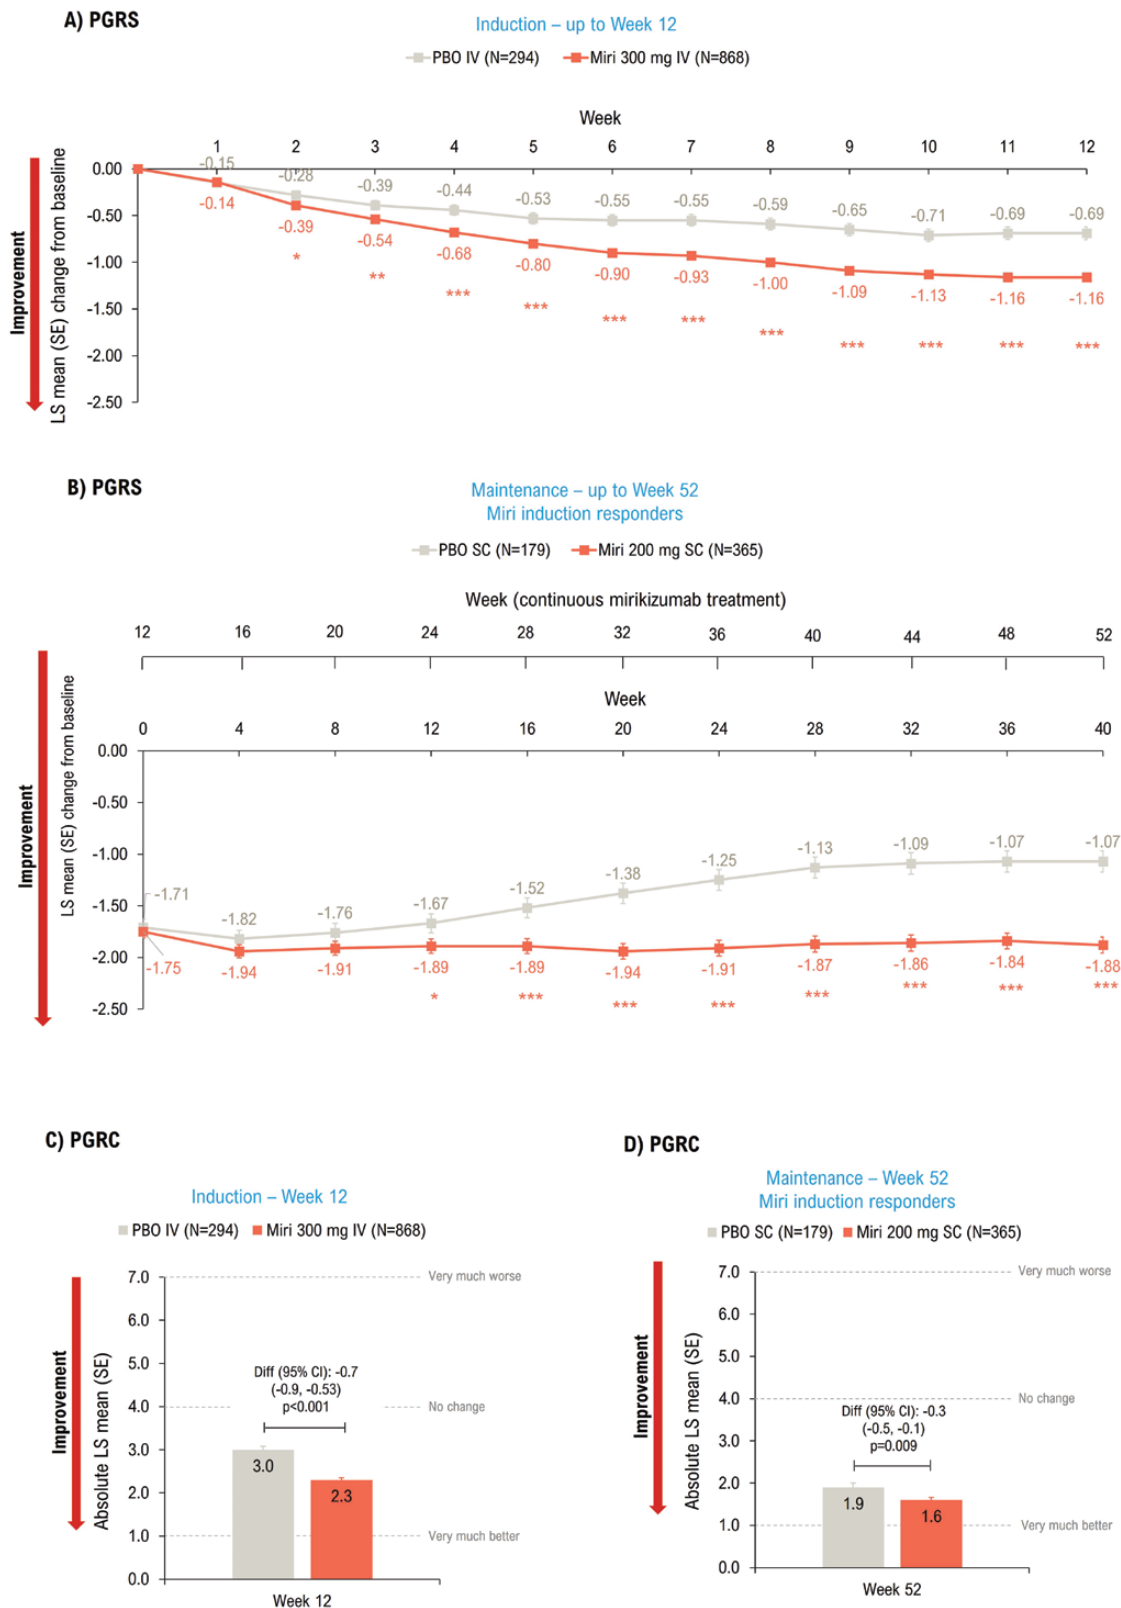 A) PGRS
Induction – up to Week 12
PBO IV (N=294) Miri 300 mg IV (N=868)
Week
1 2 3 4 5 6 7 8 9 10 11 12
Improvement
LS mean (SE) change from baseline
0.00
-0.50
-1.00
-1.50
-2.00
-2.50
-0.15 -0.28 -0.39 -0.44 -0.53 -0.55 -0.55 -0.59 -0.65 -0.71 -0.69 -0.69
-0.14 -0.39 -0.54 -0.68 -0.80 -0.90 -0.93 -1.00 -1.09 -1.13 -1.16 -1.16
* ** *** *** *** *** *** *** *** *** ***
B) PGRS
Maintenance – up to Week 52
Miri induction responders
PBO SC (N=179) Miri 200 mg SC (N=365)
Week (continuous mirikizumab treatment)
12 16 20 24 28 32 36 40 44 48 52
Week
0 4 8 12 16 20 24 28 32 36 40
Improvement
LS mean (SE) change from baseline
0.00
-0.50
-1.00
-1.50
-2.00
-2.50
-1.71 -1.82 -1.76 -1.67 -1.52 -1.38 -1.25 -1.13 -1.09 -1.07 -1.07
-1.75 -1.94 -1.91 -1.89 -1.89 -1.94 -1.91 -1.87 -1.86 -1.84 -1.88
* *** *** *** *** *** *** ***
C) PGRC
Induction – Week 12
PBO IV (N=294) Miri 300 mg IV (N=868)
Improvement
Absolute LS mean (SE)
7.0
6.0
5.0
4.0
3.0
2.0
1.0
0.0
Very much worse
No change
Very much better
Diff (95% CI): -0.7
(-0.9, -0.53)
p<0.001
3.0
2.3
Week 12
D) PGRC
Maintenance – Week 52
Miri induction responders
PBO SC (N=179) Miri 200 mg SC (N=365)
Improvement
Absolute LS mean (SE)
7.0
6.0
5.0
4.0
3.0
2.0
1.0
0.0
Very much worse
No change
Very much better
Diff (95% CI): -0.3
(-0.5, -0.1)
p=0.009
1.9
1.6
Week 52